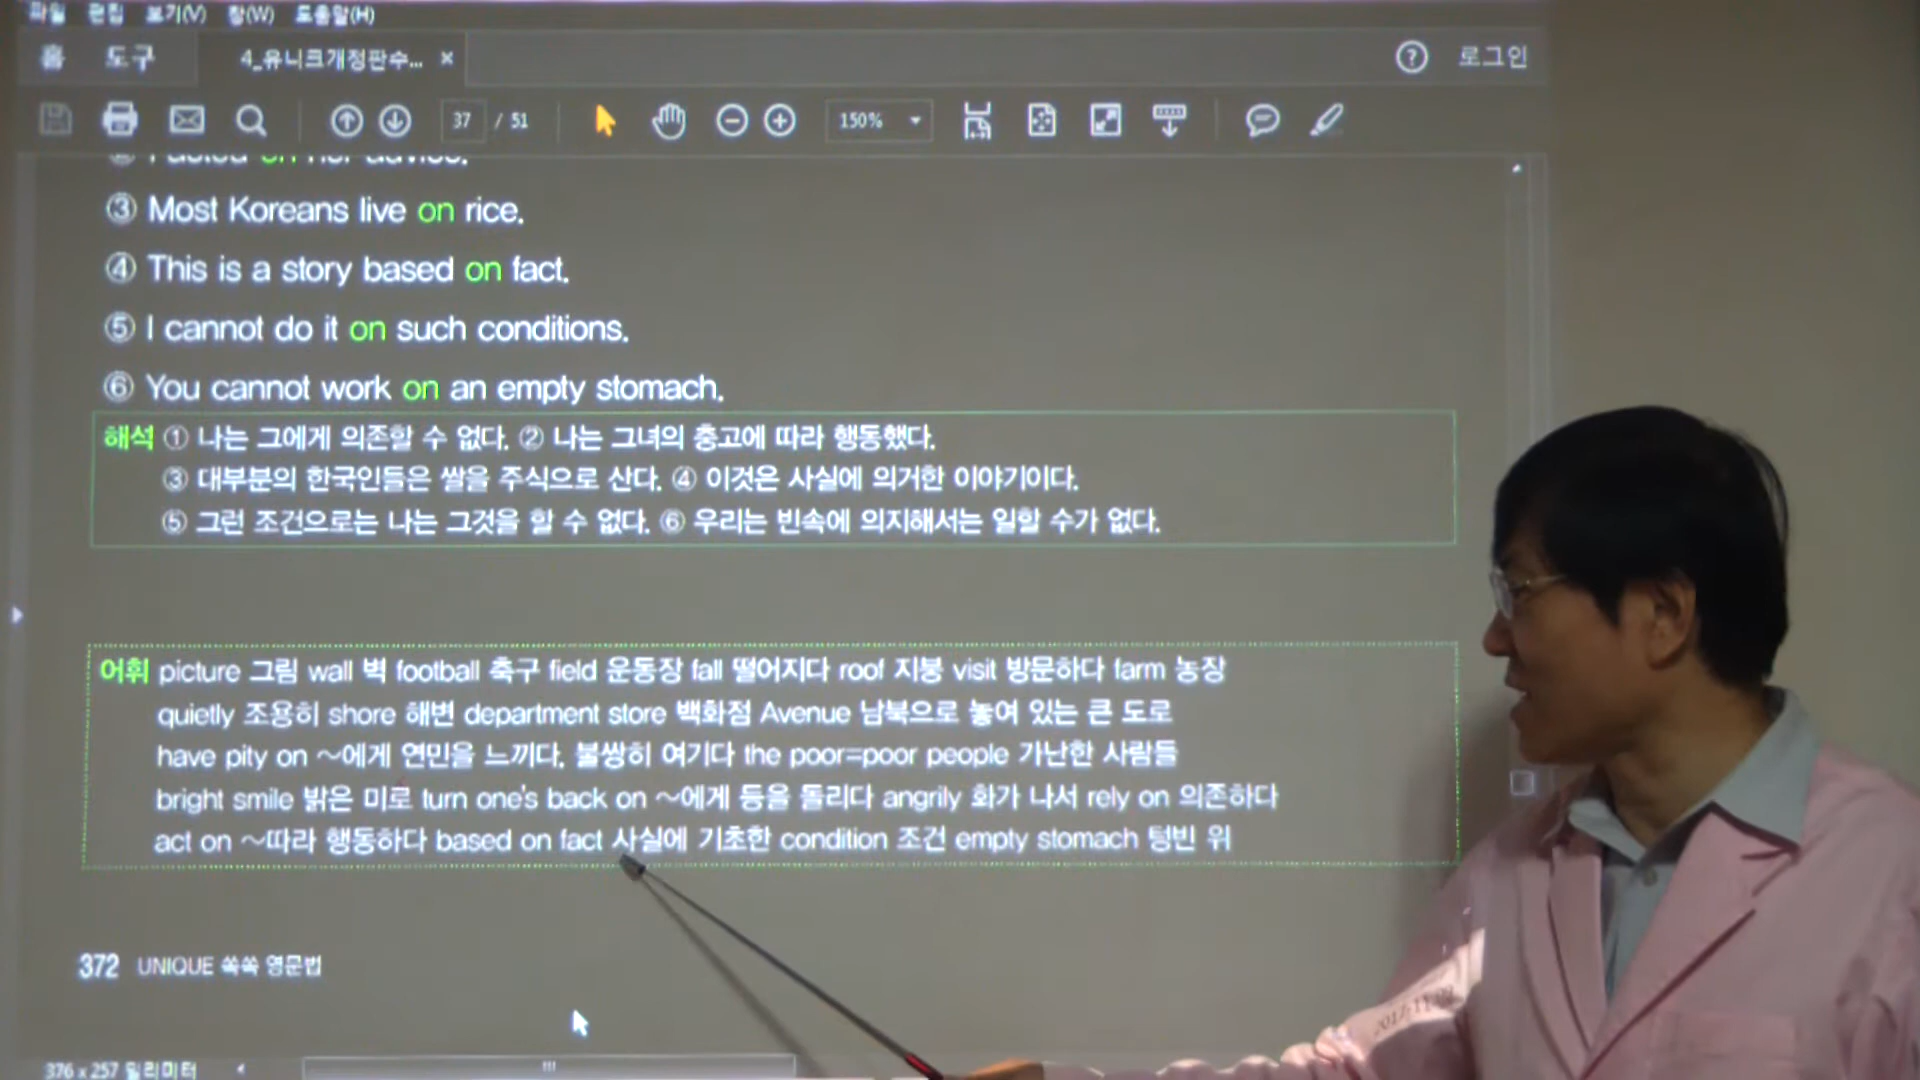 파일 편집 보기(V) 창(W) 도움말(H)
홈 도구 4_유니크개정판수... × ? 로그인
37 / 51 150%
③ Most Koreans live on rice.
④ This is a story based on fact.
⑤ I cannot do it on such conditions.
⑥ You cannot work on an empty stomach.
해석 ① 나는 그에게 의존할 수 없다. ② 나는 그녀의 충고에 따라 행동했다.
③ 대부분의 한국인들은 쌀을 주식으로 산다. ④ 이것은 사실에 의거한 이야기이다.
⑤ 그런 조건으로는 나는 그것을 할 수 없다. ⑥ 우리는 빈속에 의지해서는 일할 수가 없다.
어휘 picture 그림 wall 벽 football 축구 field 운동장 fall 떨어지다 roof 지붕 visit 방문하다 farm 농장
quietly 조용히 shore 해변 department store 백화점 Avenue 남북으로 놓여 있는 큰 도로
have pity on ～에게 연민을 느끼다, 불쌍히 여기다 the poor=poor people 가난한 사람들
bright smile 밝은 미로 turn one's back on ～에게 등을 돌리다 angrily 화가 나서 rely on 의존하다
act on ～따라 행동하다 based on fact 사실에 기초한 condition 조건 empty stomach 텅빈 위
372 UNIQUE 쏙쏙 영문법
376 x 257 밀리미터